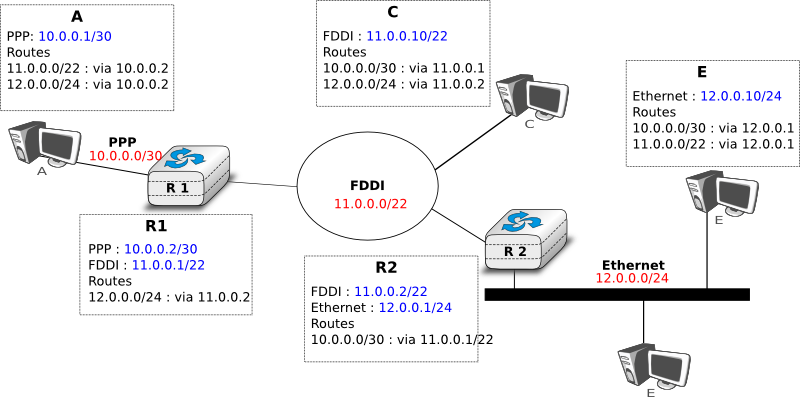 A
PPP: 10.0.0.1/30
Routes
11.0.0.0/22 : via 10.0.0.2
12.0.0.0/24 : via 10.0.0.2
C
FDDI : 11.0.0.10/22
Routes
10.0.0.0/30 : via 11.0.0.1
12.0.0.0/24 : via 11.0.0.2
E
Ethernet : 12.0.0.10/24
Routes
10.0.0.0/30 : via 12.0.0.1
11.0.0.0/22 : via 12.0.0.1
A
PPP
10.0.0.0/30
R 1
C
FDDI
11.0.0.0/22
E
R1
PPP : 10.0.0.2/30
FDDI : 11.0.0.1/22
Routes
12.0.0.0/24 : via 11.0.0.2
R2
FDDI : 11.0.0.2/22
Ethernet : 12.0.0.1/24
Routes
10.0.0.0/30 : via 11.0.0.1/22
R 2
Ethernet
12.0.0.0/24
E